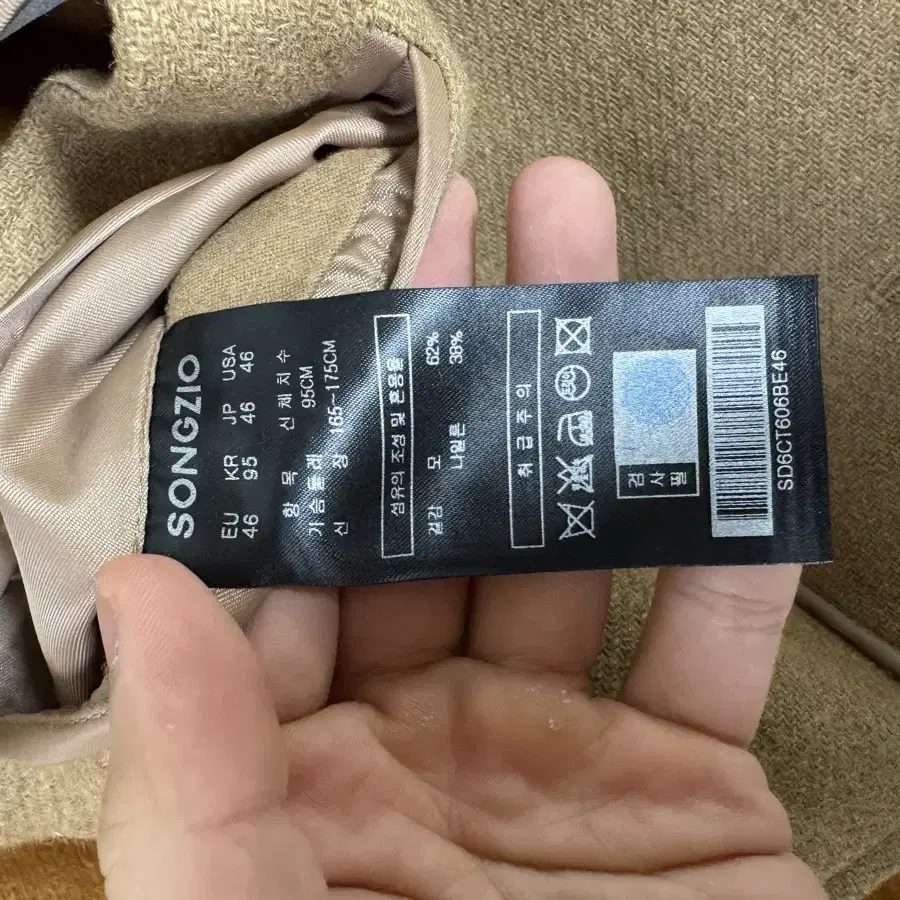 SONGZIO
EU KR JP USA
46 95 46 46
항 목 신 체 치 수
가슴둘레 95CM
신 장 165~175CM
섬유의 조성 및 혼용율
겉감 모 62%
나일론 38%
취 급 주 의
검 사 필
SD6CT606BE46